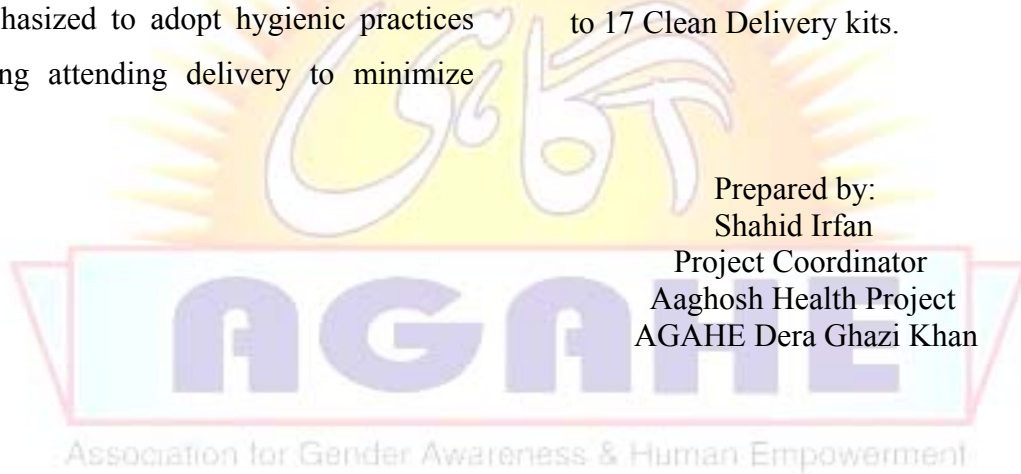 hasized to adopt hygienic practices
ng attending delivery to minimize
to 17 Clean Delivery kits.
Prepared by:
Shahid Irfan
Project Coordinator
Aaghosh Health Project
AGAHE Dera Ghazi Khan
آگاہی
AGAHE
Association for Gender Awareness & Human Empowerment